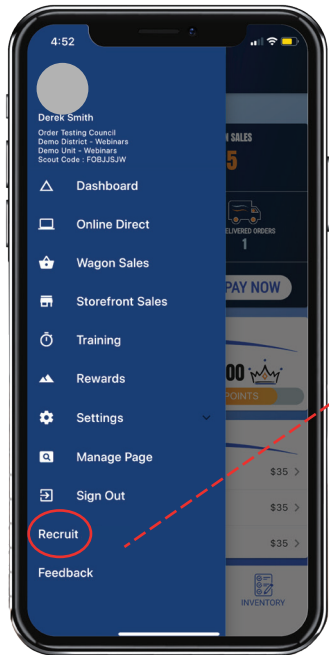 4:52
Derek Smith
Order Testing Council
Demo District - Webinars
Demo Unit - Webinars
Scout Code : FOBJJSJW
Dashboard
Online Direct
Wagon Sales
Storefront Sales
Training
Rewards
Settings
Manage Page
Sign Out
Recruit
Feedback
SALES
5
DELIVERED ORDERS
1
PAY NOW
00
POINTS
$35 >
$35 >
$35 >
INVENTORY